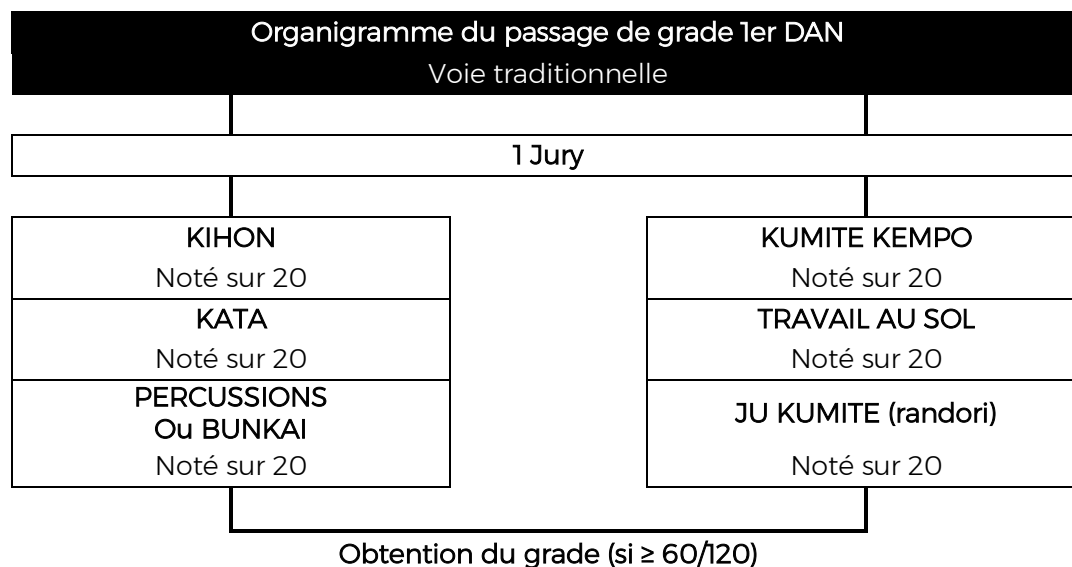 Organigramme du passage de grade 1er DAN
Voie traditionnelle
1 Jury
KIHON
Noté sur 20
KATA
Noté sur 20
PERCUSSIONS
Ou BUNKAI
Noté sur 20
KUMITE KEMPO
Noté sur 20
TRAVAIL AU SOL
Noté sur 20
JU KUMITE (randori)
Noté sur 20
Obtention du grade (si ≥ 60/120)